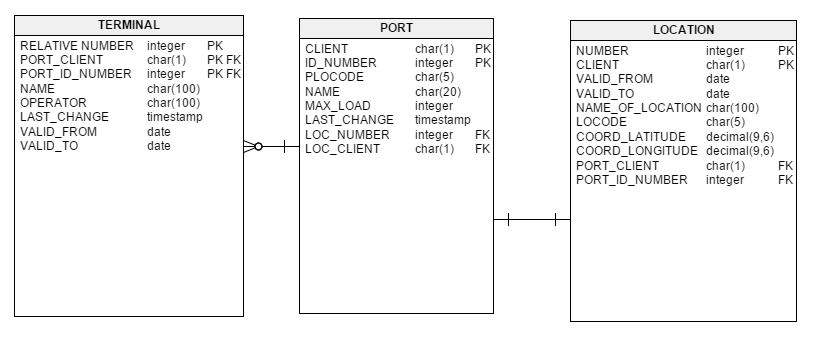 TERMINAL
RELATIVE NUMBER integer PK
PORT_CLIENT char(1) PK FK
PORT_ID_NUMBER integer PK FK
NAME char(100)
OPERATOR char(100)
LAST_CHANGE timestamp
VALID_FROM date
VALID_TO date
PORT
CLIENT char(1) PK
ID_NUMBER integer PK
PLOCODE char(5)
NAME char(20)
MAX_LOAD integer
LAST_CHANGE timestamp
LOC_NUMBER integer FK
LOC_CLIENT char(1) FK
LOCATION
NUMBER integer PK
CLIENT char(1) PK
VALID_FROM date
VALID_TO date
NAME_OF_LOCATION char(100)
LOCODE char(5)
COORD_LATITUDE decimal(9,6)
COORD_LONGITUDE decimal(9,6)
PORT_CLIENT char(1) FK
PORT_ID_NUMBER integer FK